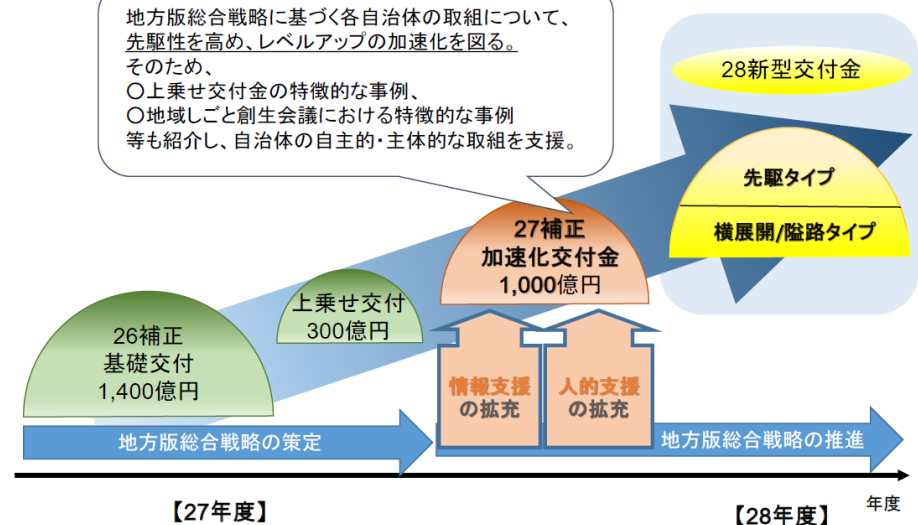 地方版総合戦略に基づく各自治体の取組について、
先駆性を高め、レベルアップの加速化を図る。
そのため、
〇上乗せ交付金の特徴的な事例、
〇地域しごと創生会議における特徴的な事例
等も紹介し、自治体の自主的・主体的な取組を支援。
28新型交付金
先駆タイプ
横展開/隘路タイプ
27補正
加速化交付金
1,000億円
上乗せ交付
300億円
26補正
基礎交付
1,400億円
情報支援
の拡充
人的支援
の拡充
地方版総合戦略の策定
地方版総合戦略の推進
【27年度】
【28年度】
年度